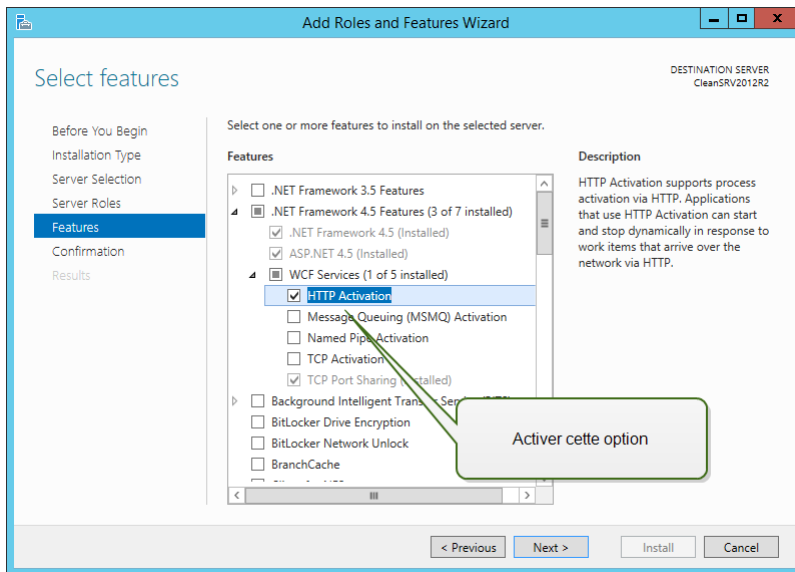 Add Roles and Features Wizard
Select features
DESTINATION SERVER
CleanSRV2012R2
Before You Begin
Installation Type
Server Selection
Server Roles
Features
Confirmation
Results
Select one or more features to install on the selected server.
Features
.NET Framework 3.5 Features
.NET Framework 4.5 Features (3 of 7 installed)
.NET Framework 4.5 (Installed)
ASP.NET 4.5 (Installed)
WCF Services (1 of 5 installed)
HTTP Activation
Message Queuing (MSMQ) Activation
Named Pipe Activation
TCP Activation
TCP Port Sharing (Installed)
Background Intelligent Transfer
BitLocker Drive Encryption
BitLocker Network Unlock
BranchCache
Description
HTTP Activation supports process
activation via HTTP. Applications
that use HTTP Activation can start
and stop dynamically in response to
work items that arrive over the
network via HTTP.
Activer cette option
< Previous
Next >
Install
Cancel